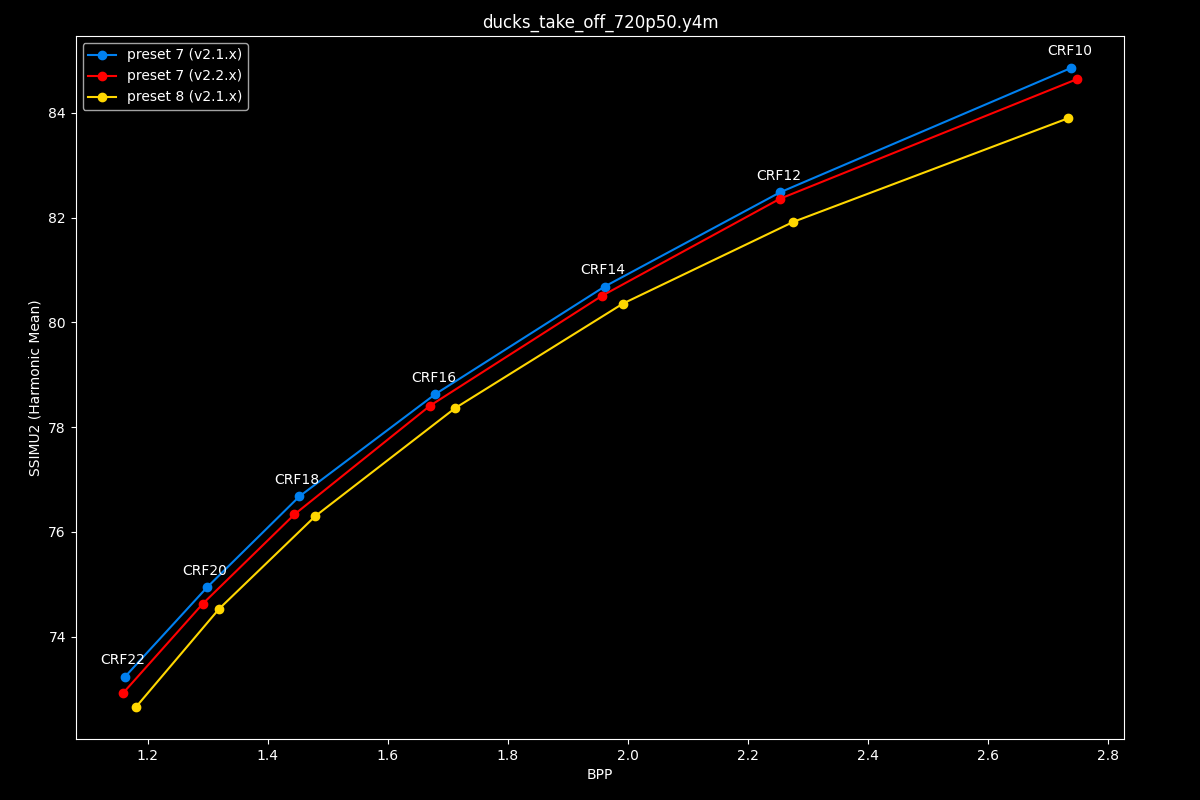 ducks_take_off_720p50.y4m
preset 7 (v2.1.x)
preset 7 (v2.2.x)
preset 8 (v2.1.x)
CRF10
CRF12
CRF14
CRF16
CRF18
CRF20
CRF22
SSIMU2 (Harmonic Mean)
84
82
80
78
76
74
1.2 1.4 1.6 1.8 2.0 2.2 2.4 2.6 2.8
BPP